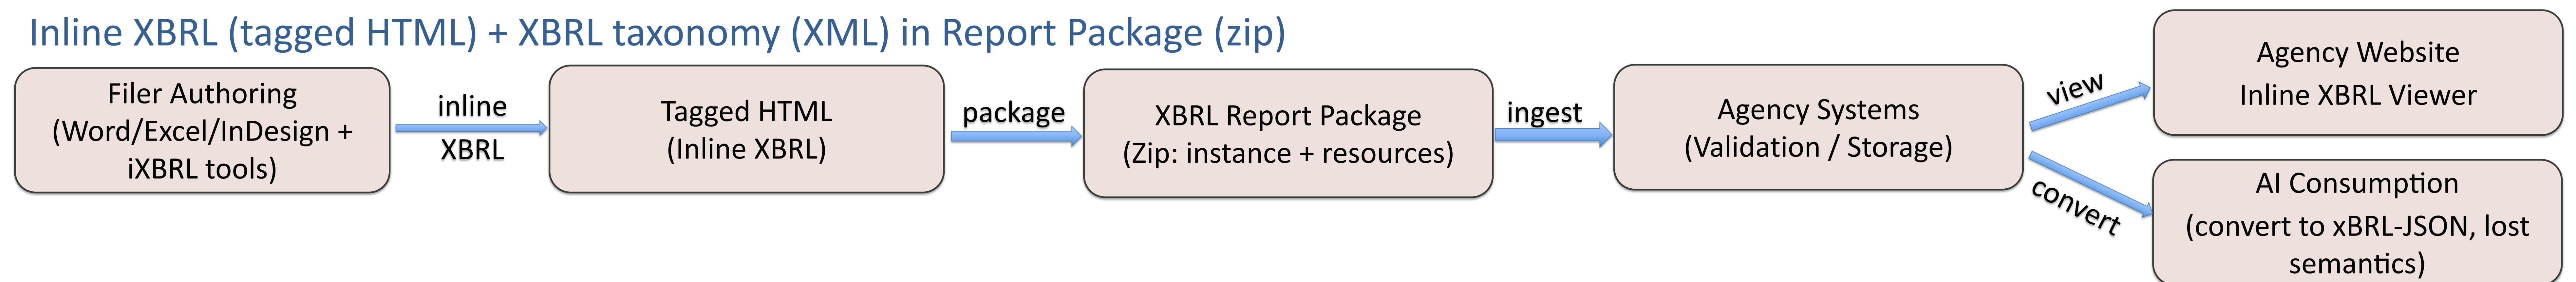 Inline XBRL (tagged HTML) + XBRL taxonomy (XML) in Report Package (zip)
Filer Authoring
(Word/Excel/InDesign +
iXBRL tools)
inline
XBRL
Tagged HTML
(Inline XBRL)
package
XBRL Report Package
(Zip: instance + resources)
ingest
Agency Systems
(Validation / Storage)
view
Agency Website
Inline XBRL Viewer
convert
AI Consumption
(convert to xBRL-JSON, lost
semantics)